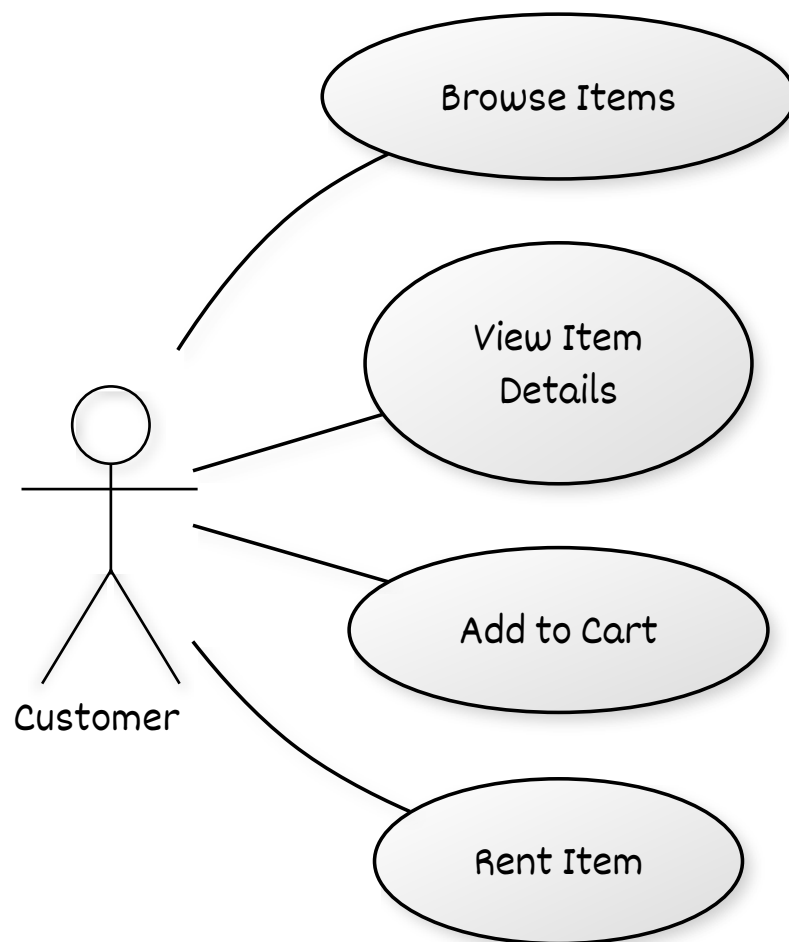 Browse Items
View Item
Details
Add to Cart
Customer
Rent Item